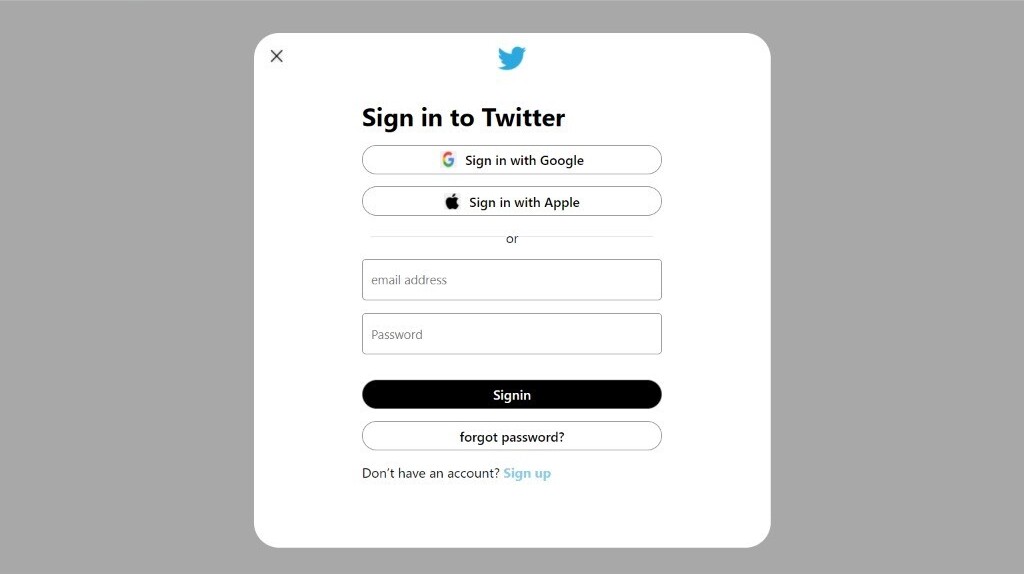 Sign in to Twitter
Sign in with Google
Sign in with Apple
or
email address
Password
Signin
forgot password?
Don't have an account? Sign up